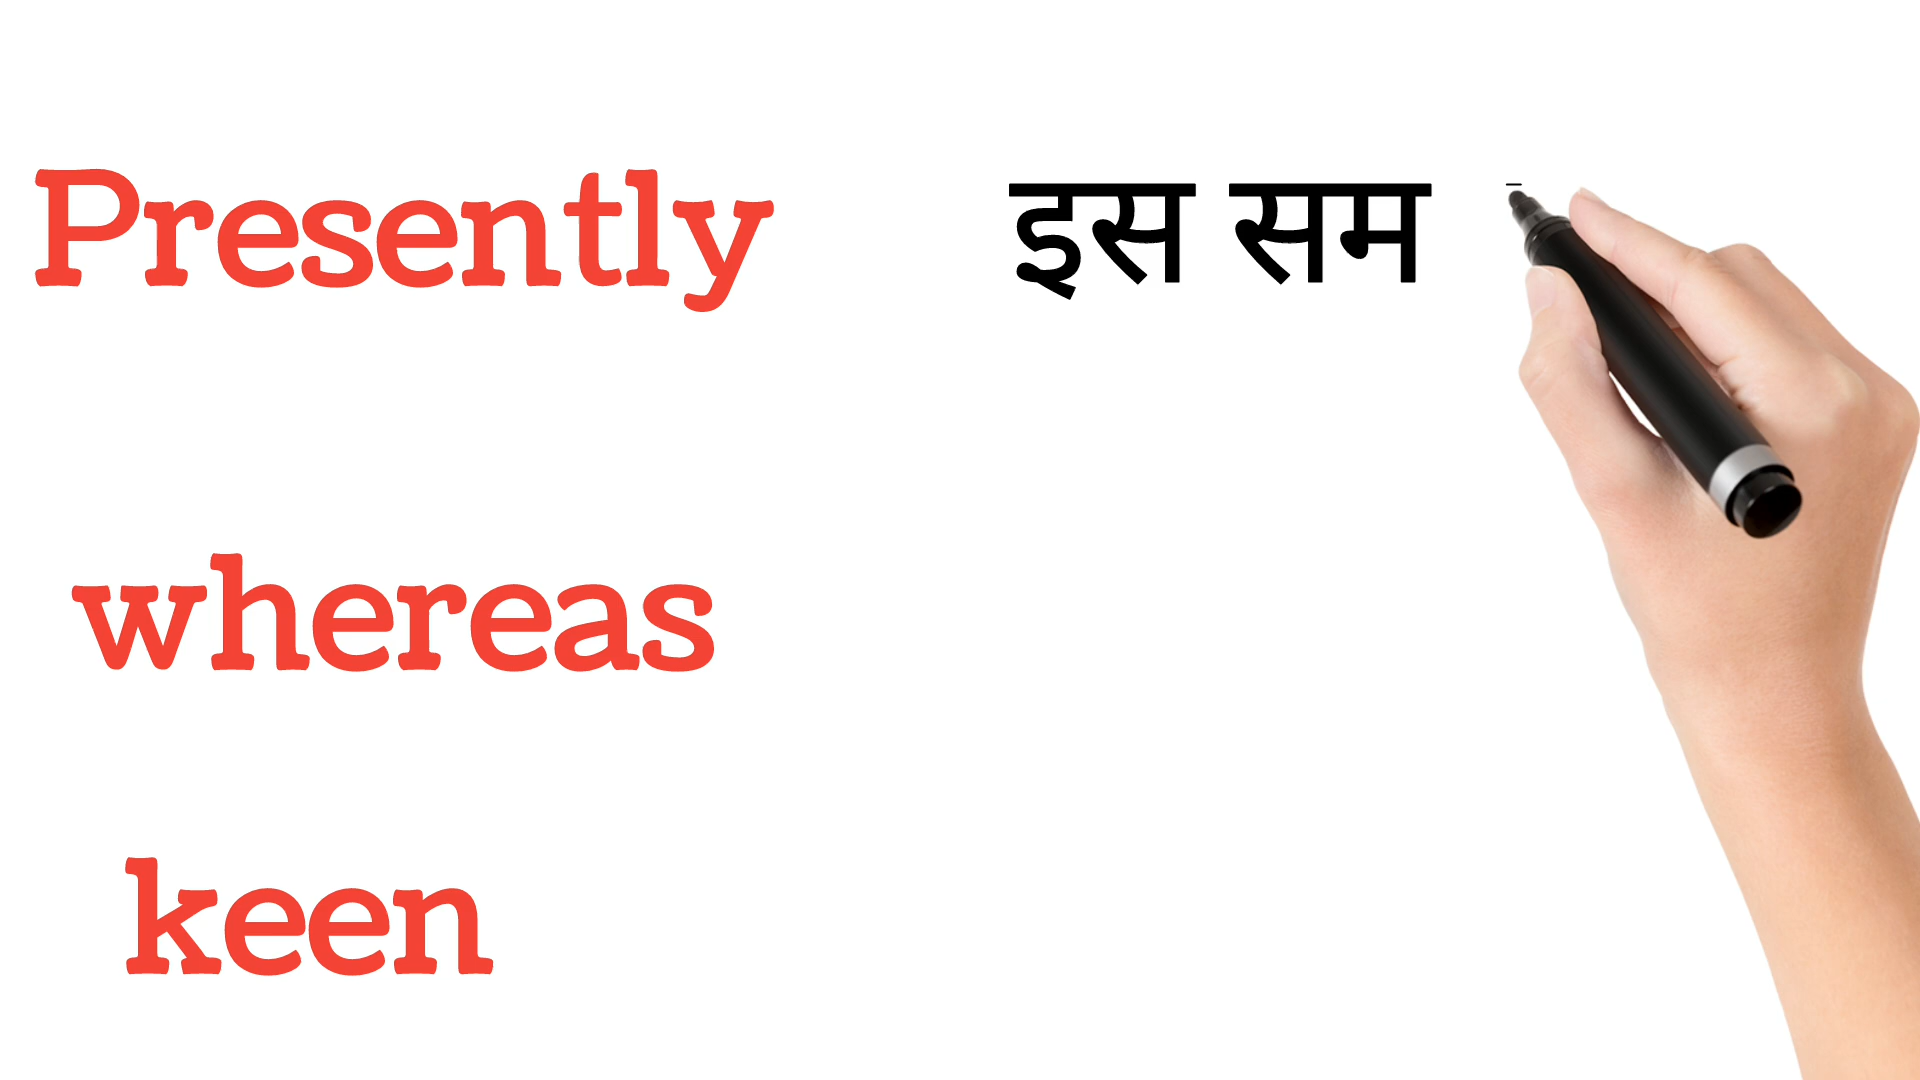 Presently इस सम
whereas
keen